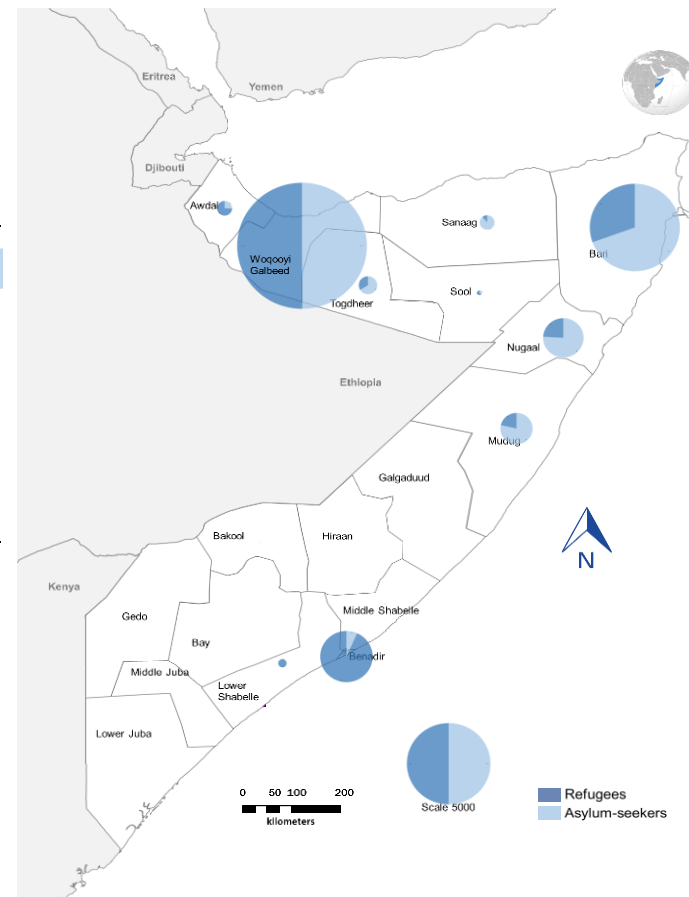 Eritrea
Yemen
Djibouti
Awdal
Sanaag
Woqooyi
Galbeed
Bari
Togdheer
Sool
Nugaal
Ethiopia
Mudug
Galgaduud
Bakool
Hiraan
N
Kenya
Gedo
Middle Shabelle
Bay
Benadir
Middle Juba
Lower
Shabelle
Lower Juba
0 50 100 200
kilometers
Scale 5000
Refugees
Asylum-seekers